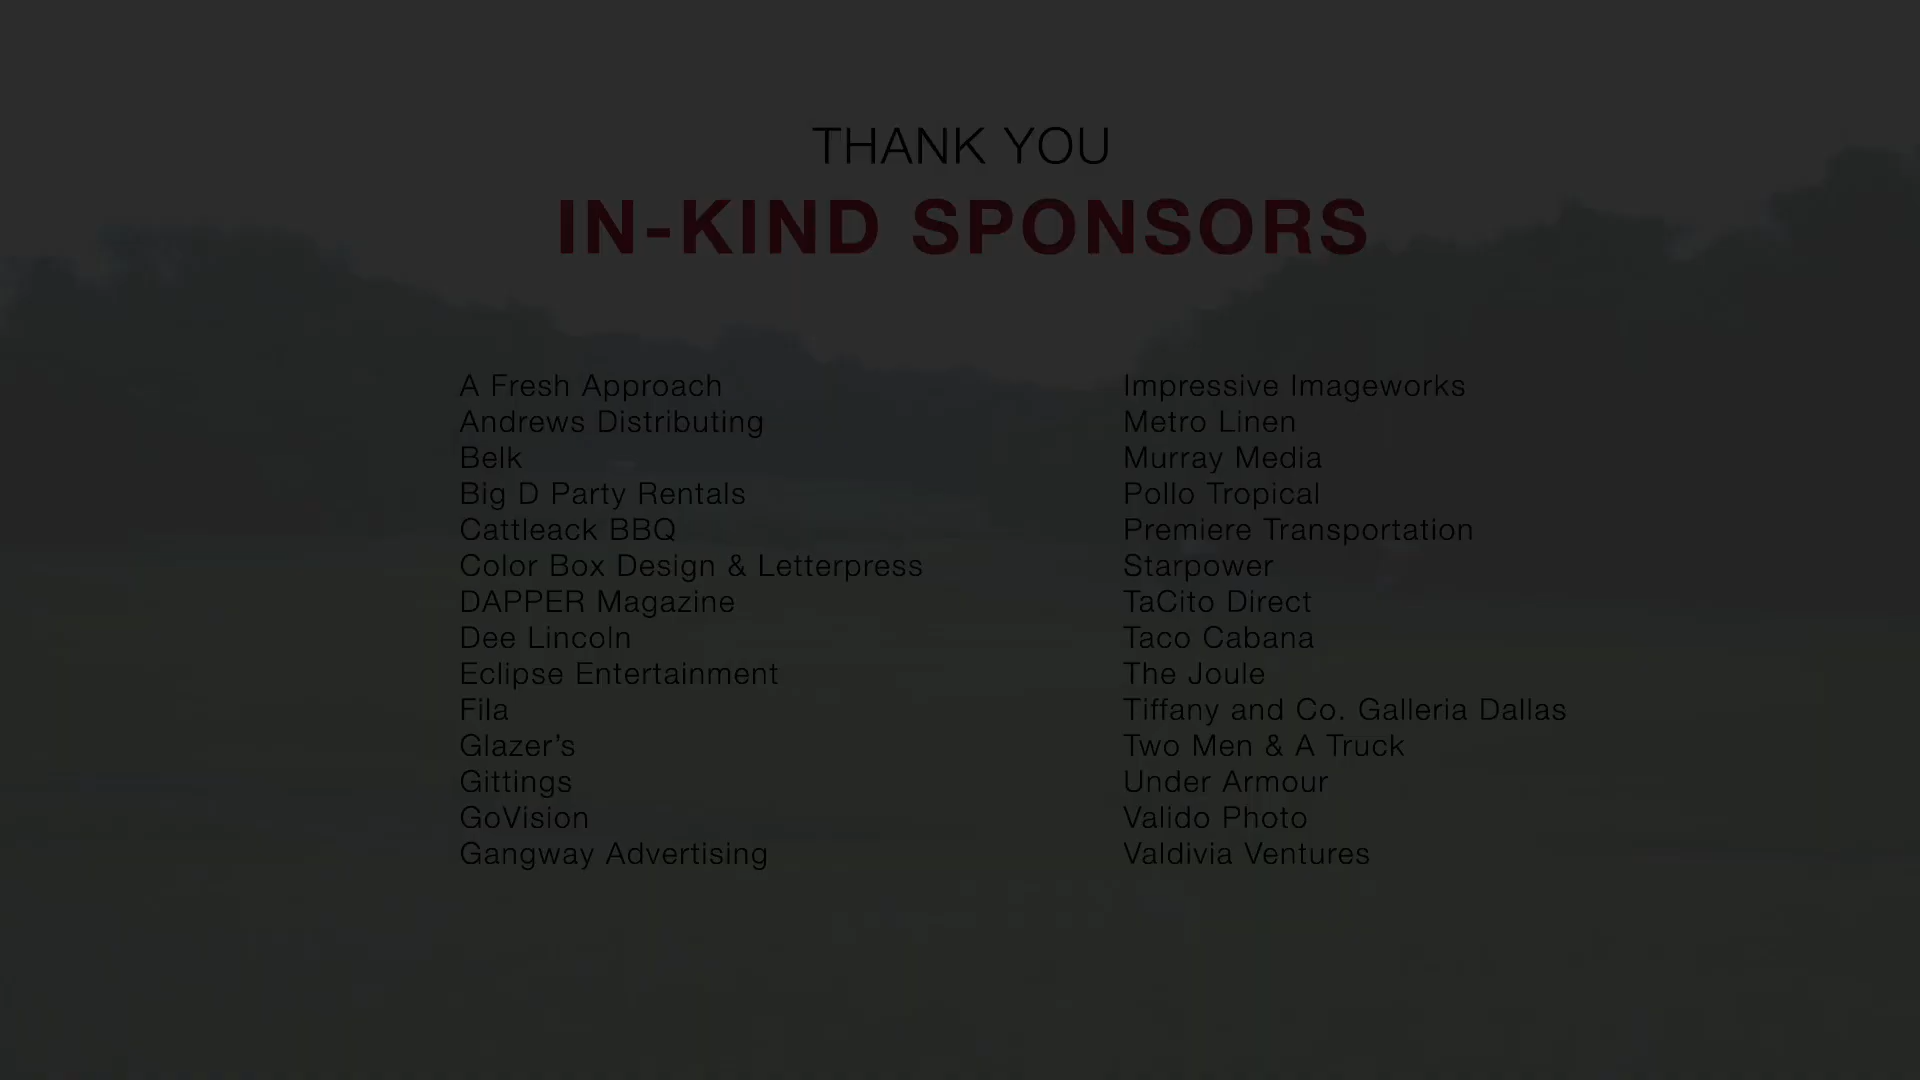 THANK YOU
IN-KIND SPONSORS
A Fresh Approach
Andrews Distributing
Belk
Big D Party Rentals
Cattleack BBQ
Color Box Design & Letterpress
DAPPER Magazine
Dee Lincoln
Eclipse Entertainment
Fila
Glazer’s
Gittings
GoVision
Gangway Advertising
Impressive Imageworks
Metro Linen
Murray Media
Pollo Tropical
Premiere Transportation
Starpower
TaCito Direct
Taco Cabana
The Joule
Tiffany and Co. Galleria Dallas
Two Men & A Truck
Under Armour
Valido Photo
Valdivia Ventures